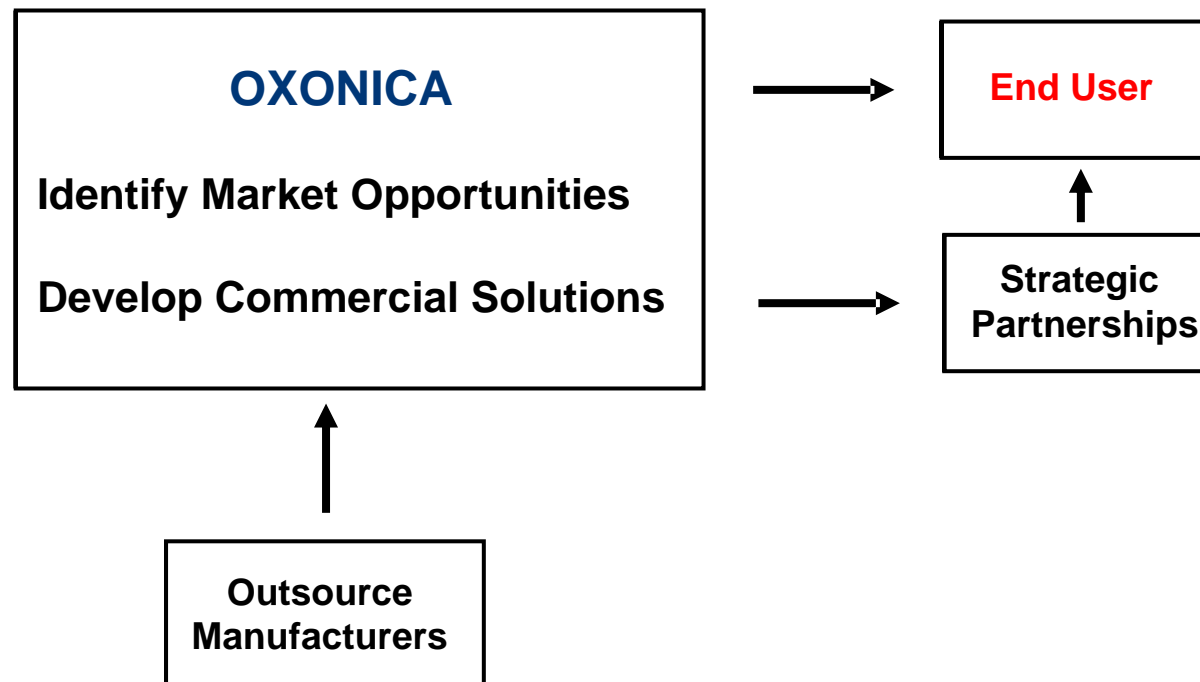 OXONICA
Identify Market Opportunities
Develop Commercial Solutions
End User
Strategic
Partnerships
Outsource
Manufacturers